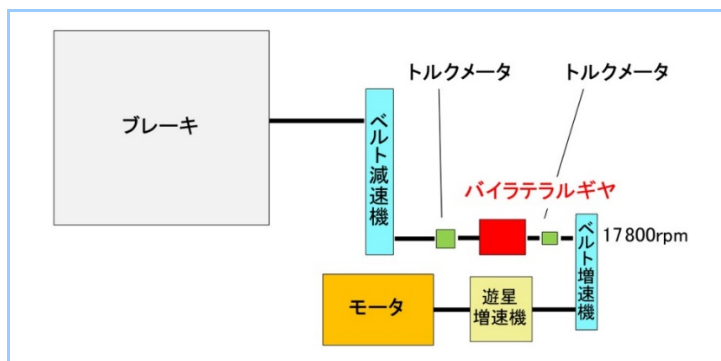 トルクメータ
トルクメータ
ブレーキ
ベルト減速機
バイラテラルギヤ
ベルト増速機
17800rpm
モータ
遊星
増速機